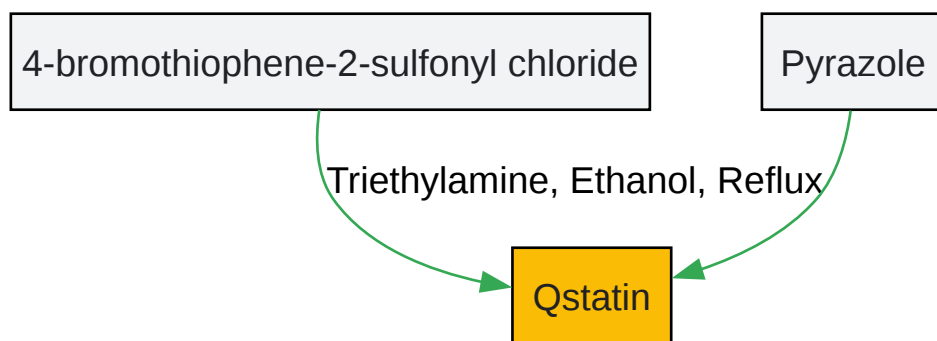 4-bromothiophene-2-sulfonyl chloride
Pyrazole
Triethylamine, Ethanol, Reflux
Qstatin